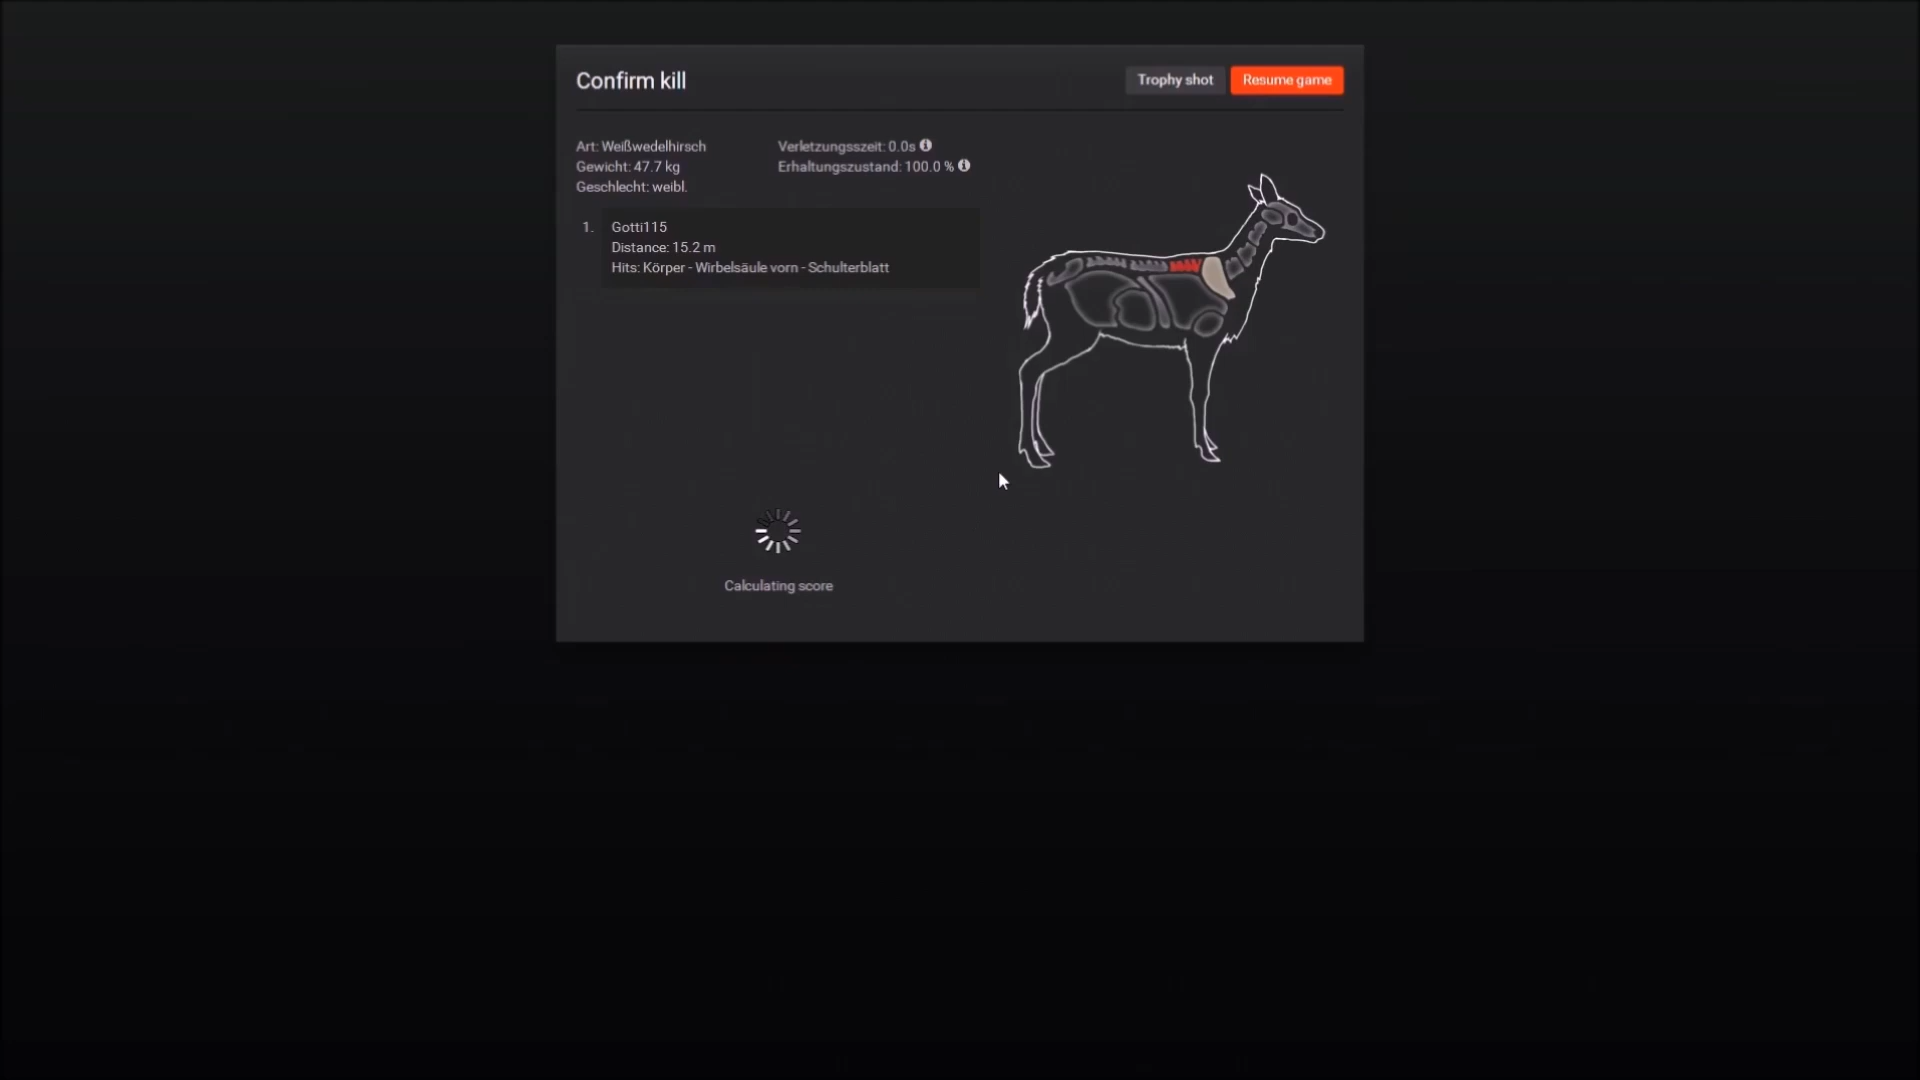 Confirm kill
Trophy shot
Resume game
Art: Weißwedelhirsch
Verletzungsszeit: 0.0s
Gewicht: 47.7 kg
Erhaltungszustand: 100.0 %
Geschlecht: weibl.
1. Gotti115
Distance: 15.2 m
Hits: Körper - Wirbelsäule vorn - Schulterblatt
Calculating score